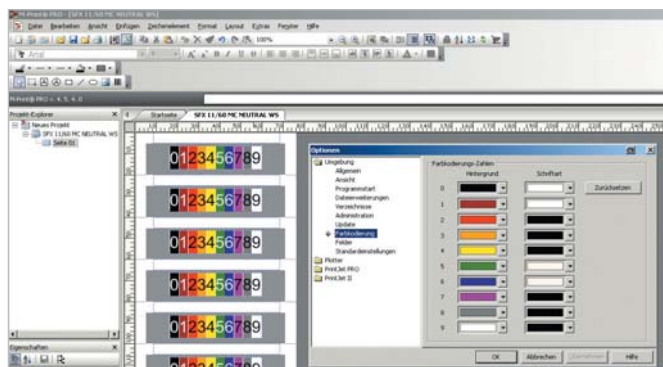 M-Print® PRO - [SFX 11/60 MC NEUTRAL WS]
Datei Bearbeiten Ansicht Einfügen Zeichenelement Format Layout Extras Fenster Hilfe
100%
Arial
M-Print® PRO v. 4. 5. 4. 0
Projekt-Explorer
Startseite SFX 11/60 MC NEUTRAL WS
Neues Projekt
SFX 11/60 MC NEUTRAL WS
Seite 01
0123456789
0123456789
0123456789
0123456789
0123456789
0123456789
Eigenschaften
Optionen
Umgebung
Allgemein
Ansicht
Programmstart
Dateierweiterungen
Verzeichnisse
Administration
Update
Farbkodierung
Felder
Standardeinstellungen
Plotter
PrintJet PRO
PrintJet II
Farbkodierungs-Zahlen
Hintergrund Schriftart
0
Zurücksetzen
1
2
3
4
5
6
7
8
9
OK Abbrechen Übernehmen Hilfe